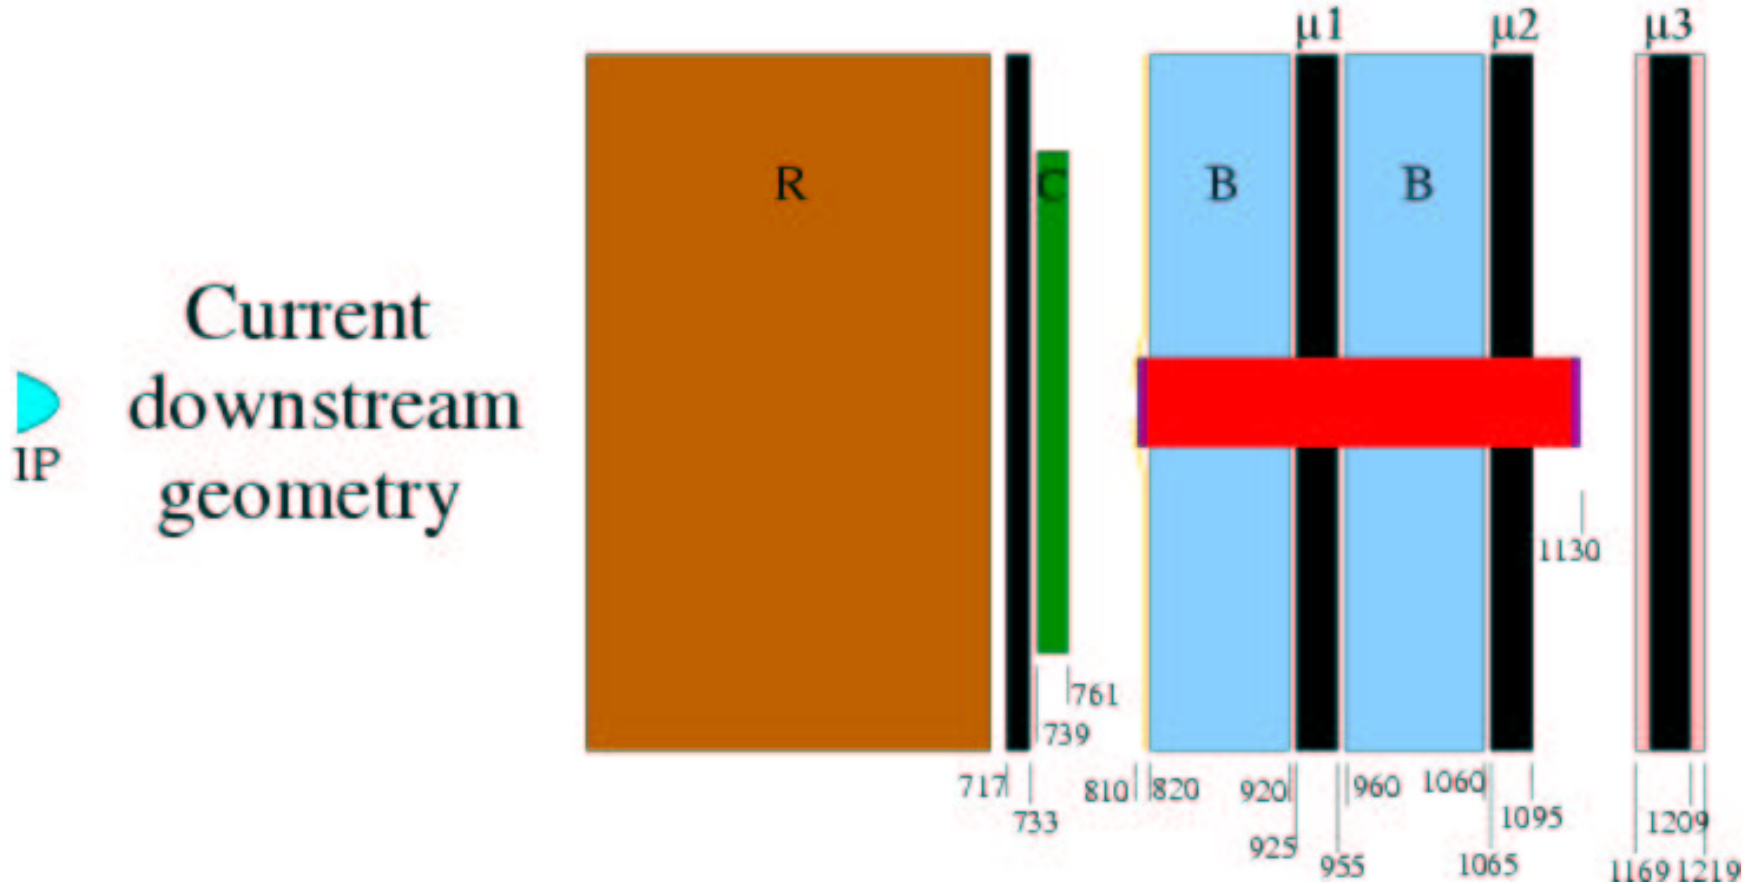 μ1 μ2 μ3
R C B B
Current
downstream
geometry
IP
1130
761
739
717 810 820 920 960 1060
733 1095 1209
925 955 1065 1169 1219